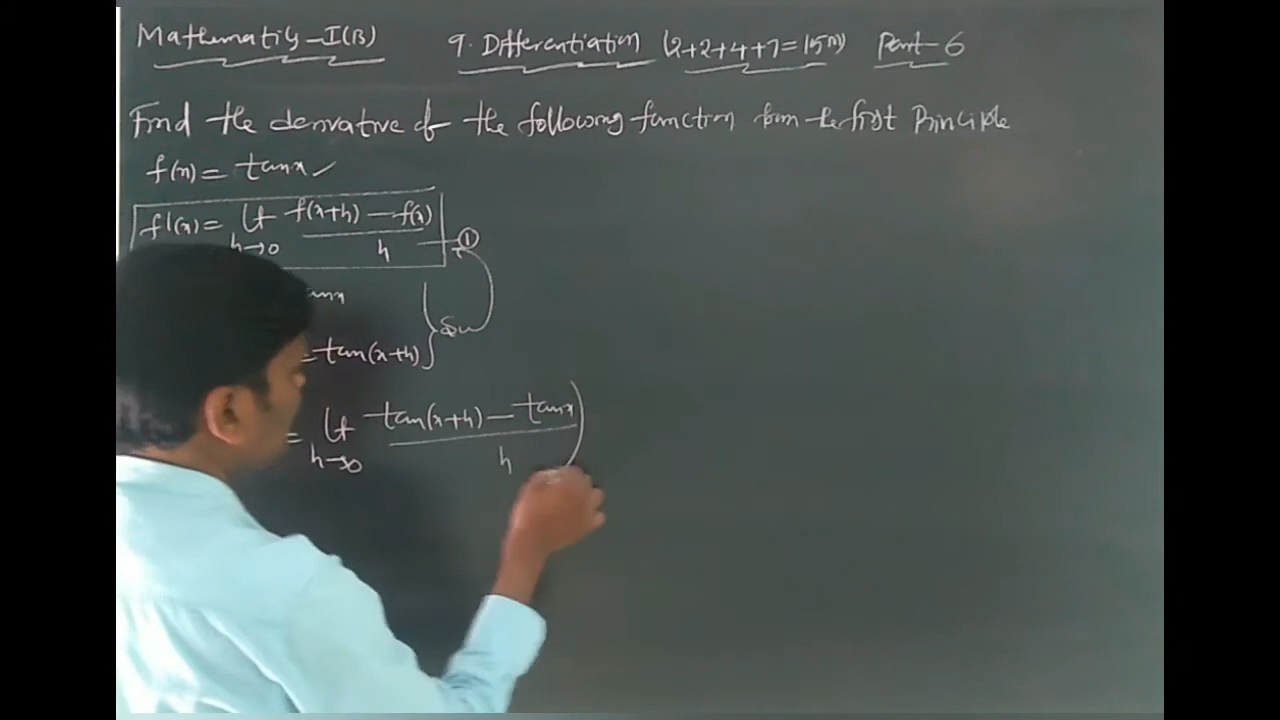 Mathematics-I(B) 9. Differentiation (2+2+4+7=15M) Part-6
Find the derivative of the following function from the first Principle
f(x) = tanx
f'(x) = Lt f(x+h) - f(x)
h→0 h ①
tanx
= tan(x+h)
= Lt tan(x+h) - tanx
h→0 h